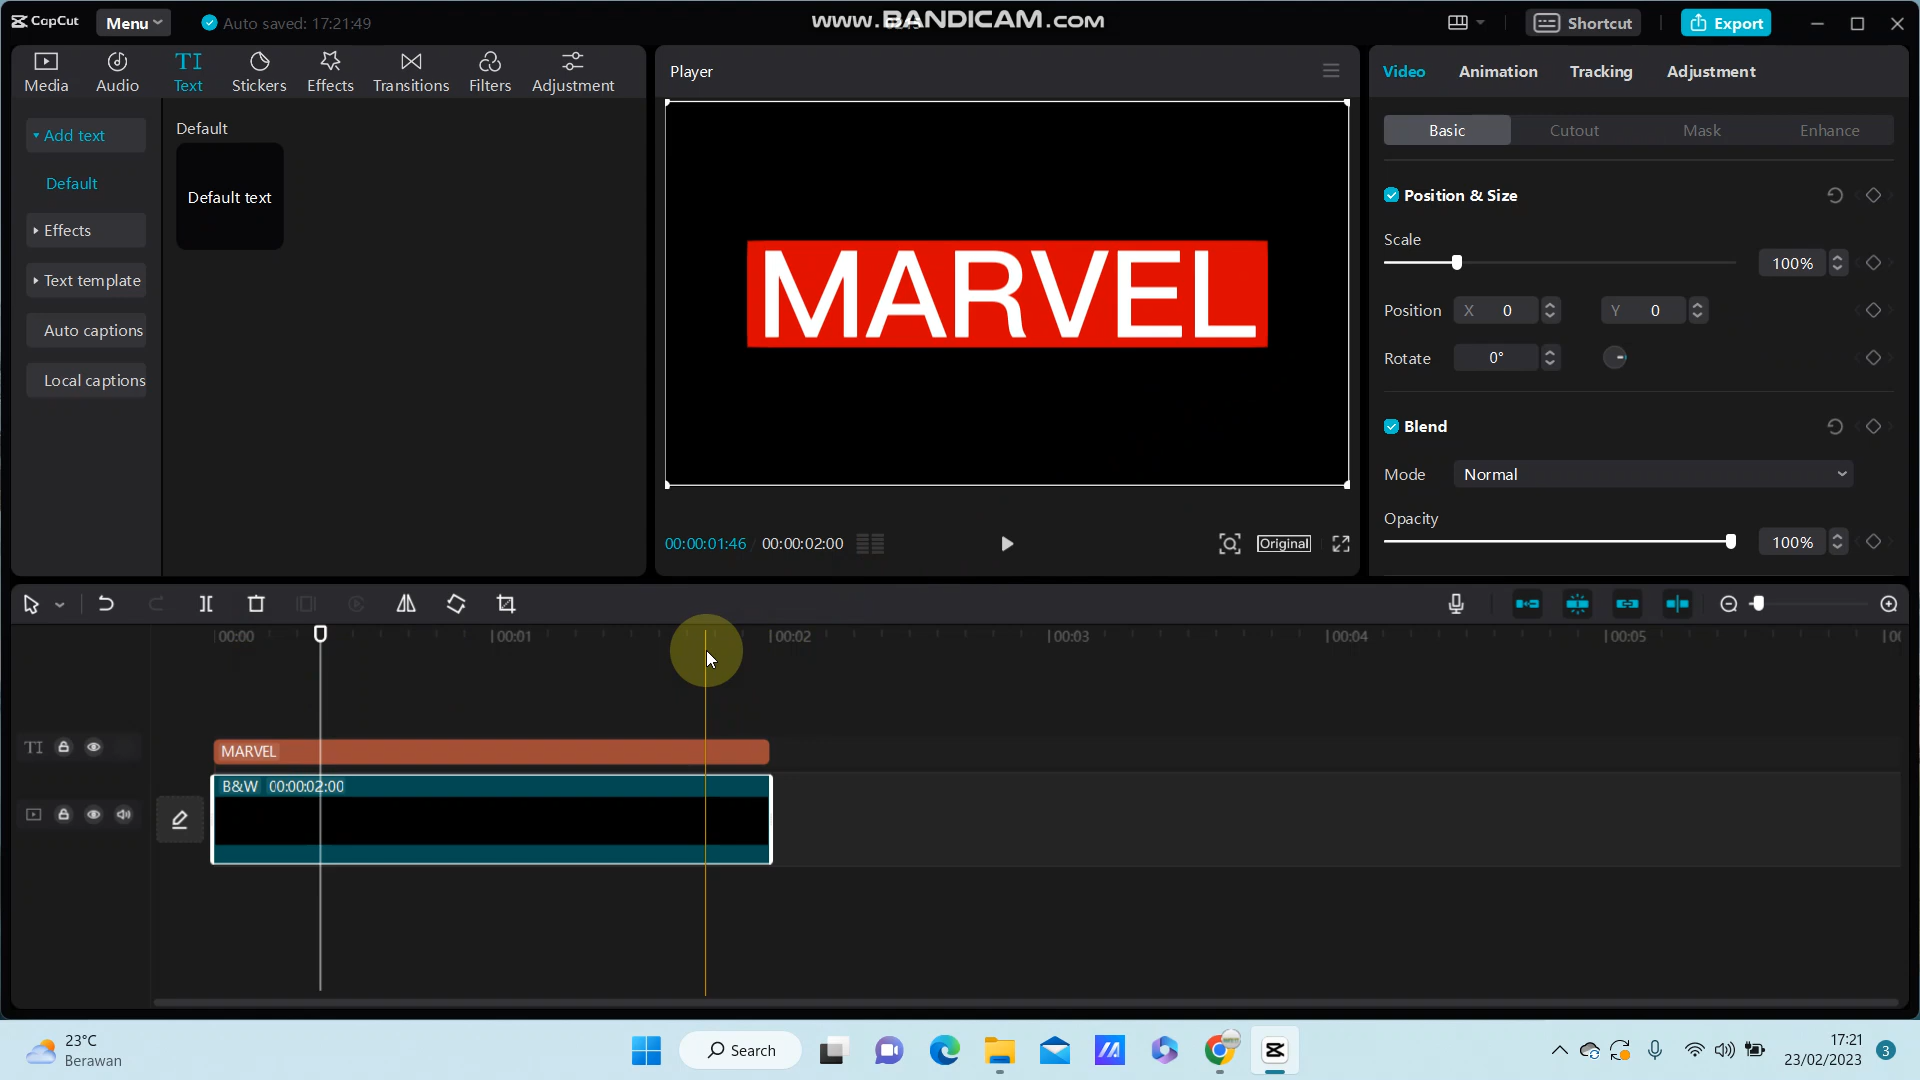 CapCut Menu Auto saved: 17:21:49 www.BANDICAM.com Shortcut Export
Media Audio Text Stickers Effects Transitions Filters Adjustment
Add text
Default
Effects
Text template
Auto captions
Local captions
Default
Default text
Player
MARVEL
00:00:01:46 00:00:02:00 Original
Video Animation Tracking Adjustment
Basic Cutout Mask Enhance
Position & Size
Scale
100%
Position X 0 Y 0
Rotate 0°
Blend
Mode Normal
Opacity
100%
00:00 00:01 00:02 00:03 00:04 00:05
TI MARVEL
B&W 00:00:02:00
23°C
Berawan
Search
17:21
23/02/2023 3